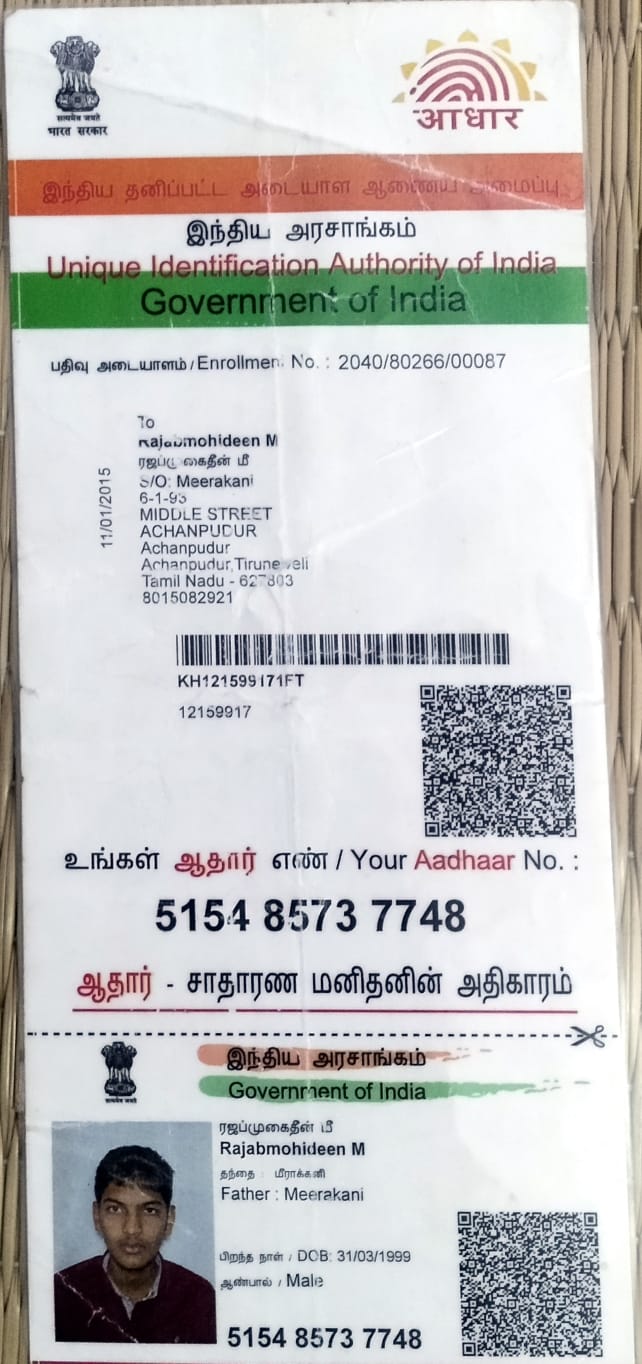 सत्यमेव जयते
भारत सरकार
आधार
இந்திய தனிப்பட்ட அடையாள ஆணைய அமைப்பு
இந்திய அரசாங்கம்
Unique Identification Authority of India
Government of India
பதிவு அடையாளம் / Enrollment No. : 2040/80266/00087
To
Rajabmohideen M
ரஜப்முகைதீன் மீ
S/O: Meerakani
6-1-93
MIDDLE STREET
ACHANPUDUR
Achanpudur
Achanpudur,Tirunelveli
Tamil Nadu - 627803
8015082921
11/01/2015
KH121599171FT
12159917
உங்கள் ஆதார் எண் / Your Aadhaar No. :
5154 8573 7748
ஆதார் - சாதாரண மனிதனின் அதிகாரம்
இந்திய அரசாங்கம்
Government of India
ரஜப்முகைதீன் மீ
Rajabmohideen M
தந்தை : மீராக்கனி
Father : Meerakani
பிறந்த நாள் / DOB: 31/03/1999
ஆண்பால் / Male
5154 8573 7748